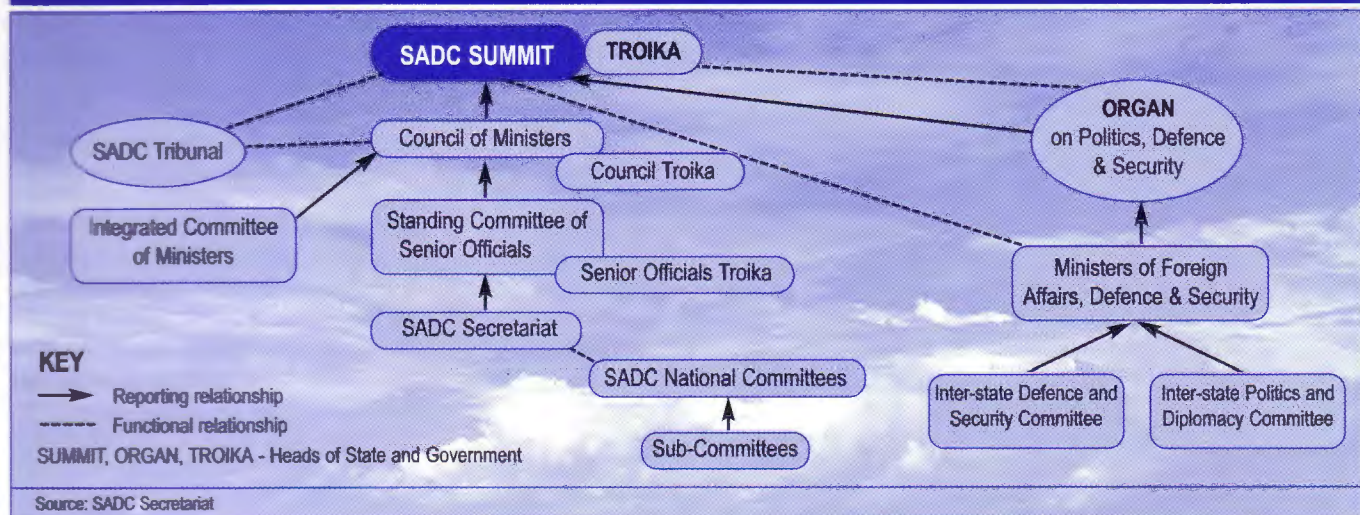 SADC SUMMIT
TROIKA
ORGAN
on Politics, Defence
& Security
SADC Tribunal
Council of Ministers
Council Troika
Integrated Committee
of Ministers
Standing Committee of
Senior Officials
Senior Officials Troika
Ministers of Foreign
Affairs, Defence & Security
SADC Secretariat
SADC National Committees
Sub-Committees
Inter-state Defence and
Security Committee
Inter-state Politics and
Diplomacy Committee
KEY
Reporting relationship
Functional relationship
SUMMIT, ORGAN, TROIKA - Heads of State and Government
Source: SADC Secretariat